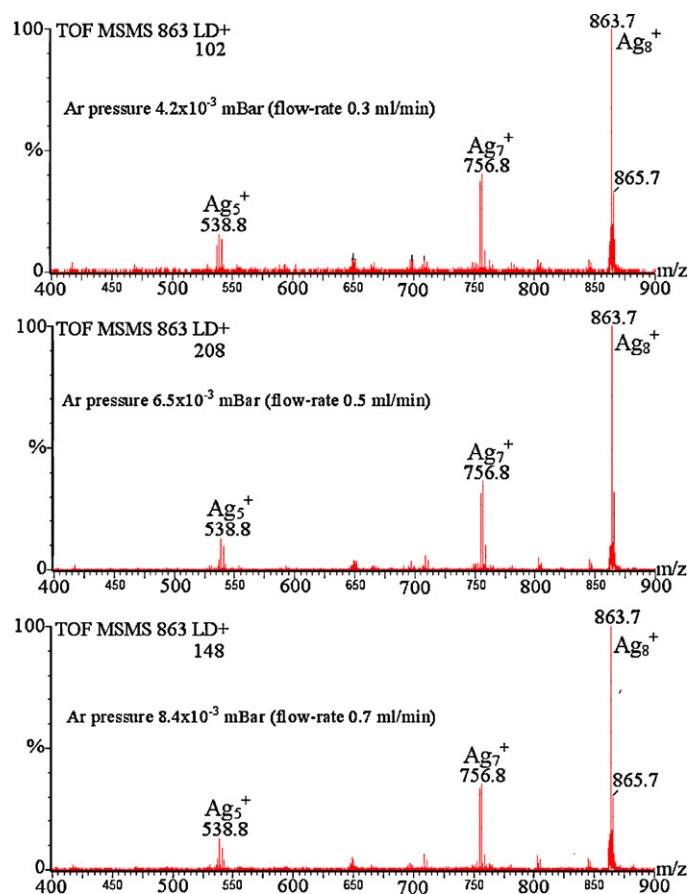 TOF MSMS 863 LD+
102
100
863.7
Ag₈⁺
Ar pressure 4.2x10⁻³ mBar (flow-rate 0.3 ml/min)
%
Ag₇⁺
756.8
865.7
Ag₅⁺
538.8
0
400 450 500 550 600 650 700 750 800 850 900 m/z
100
TOF MSMS 863 LD+
208
863.7
Ag₈⁺
Ar pressure 6.5x10⁻³ mBar (flow-rate 0.5 ml/min)
%
Ag₇⁺
756.8
Ag₅⁺
538.8
0
400 450 500 550 600 650 700 750 800 850 900 m/z
100
TOF MSMS 863 LD+
148
863.7
Ag₈⁺
Ar pressure 8.4x10⁻³ mBar (flow-rate 0.7 ml/min)
%
Ag₇⁺
756.8
865.7
Ag₅⁺
538.8
0
400 450 500 550 600 650 700 750 800 850 900 m/z